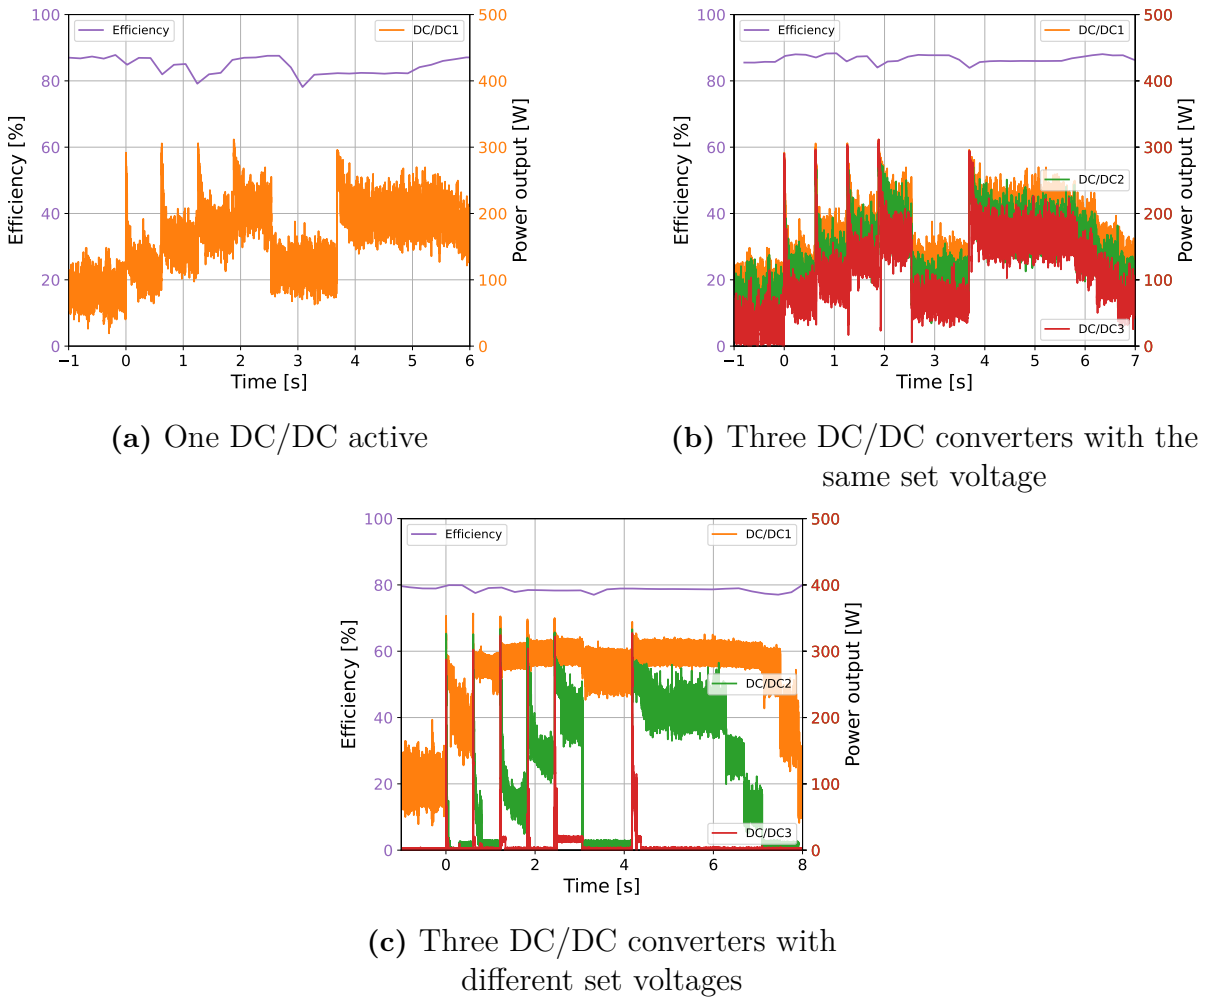 100
80
60
40
20
0
Efficiency [%]
Efficiency
DC/DC1
500
400
300
200
100
0
Power output [W]
−1 0 1 2 3 4 5 6
Time [s]
(a) One DC/DC active
100
80
60
40
20
0
Efficiency [%]
Efficiency
DC/DC1
DC/DC2
DC/DC3
500
400
300
200
100
0
Power output [W]
−1 0 1 2 3 4 5 6 7
Time [s]
(b) Three DC/DC converters with the
same set voltage
100
80
60
40
20
0
Efficiency [%]
Efficiency
DC/DC1
DC/DC2
DC/DC3
500
400
300
200
100
0
Power output [W]
0 2 4 6 8
Time [s]
(c) Three DC/DC converters with
different set voltages